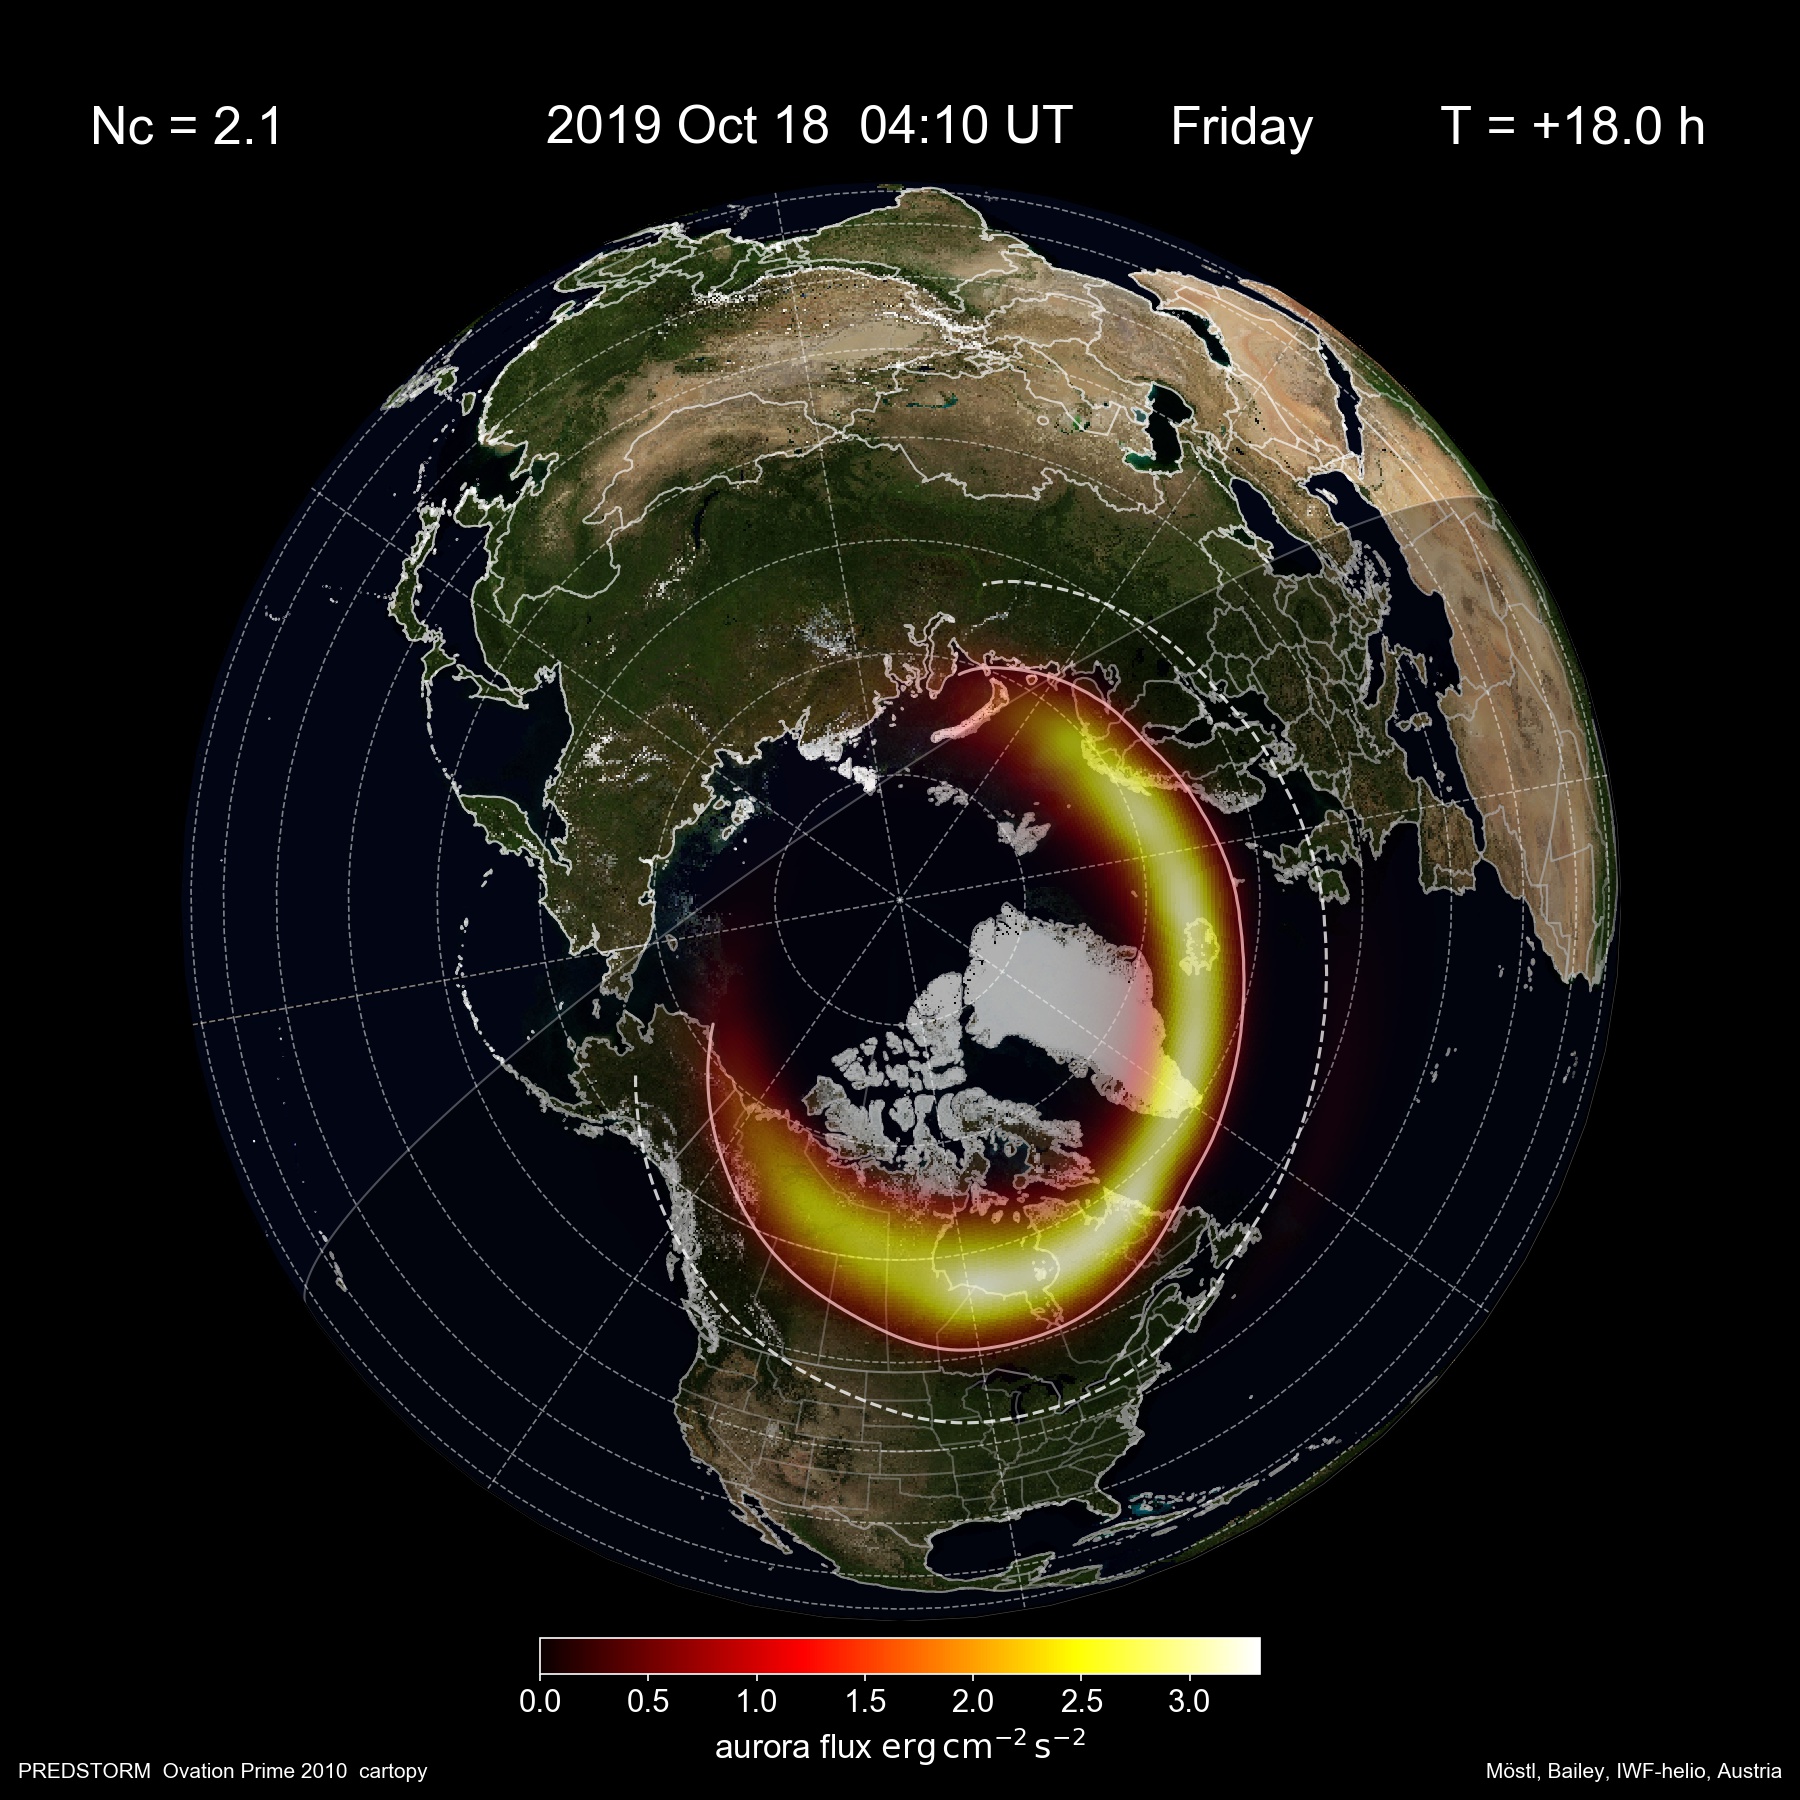 Nc = 2.1 2019 Oct 18 04:10 UT Friday T = +18.0 h
0.0 0.5 1.0 1.5 2.0 2.5 3.0
aurora flux erg cm⁻² s⁻²
PREDSTORM Ovation Prime 2010 cartopy Möstl, Bailey, IWF-helio, Austria